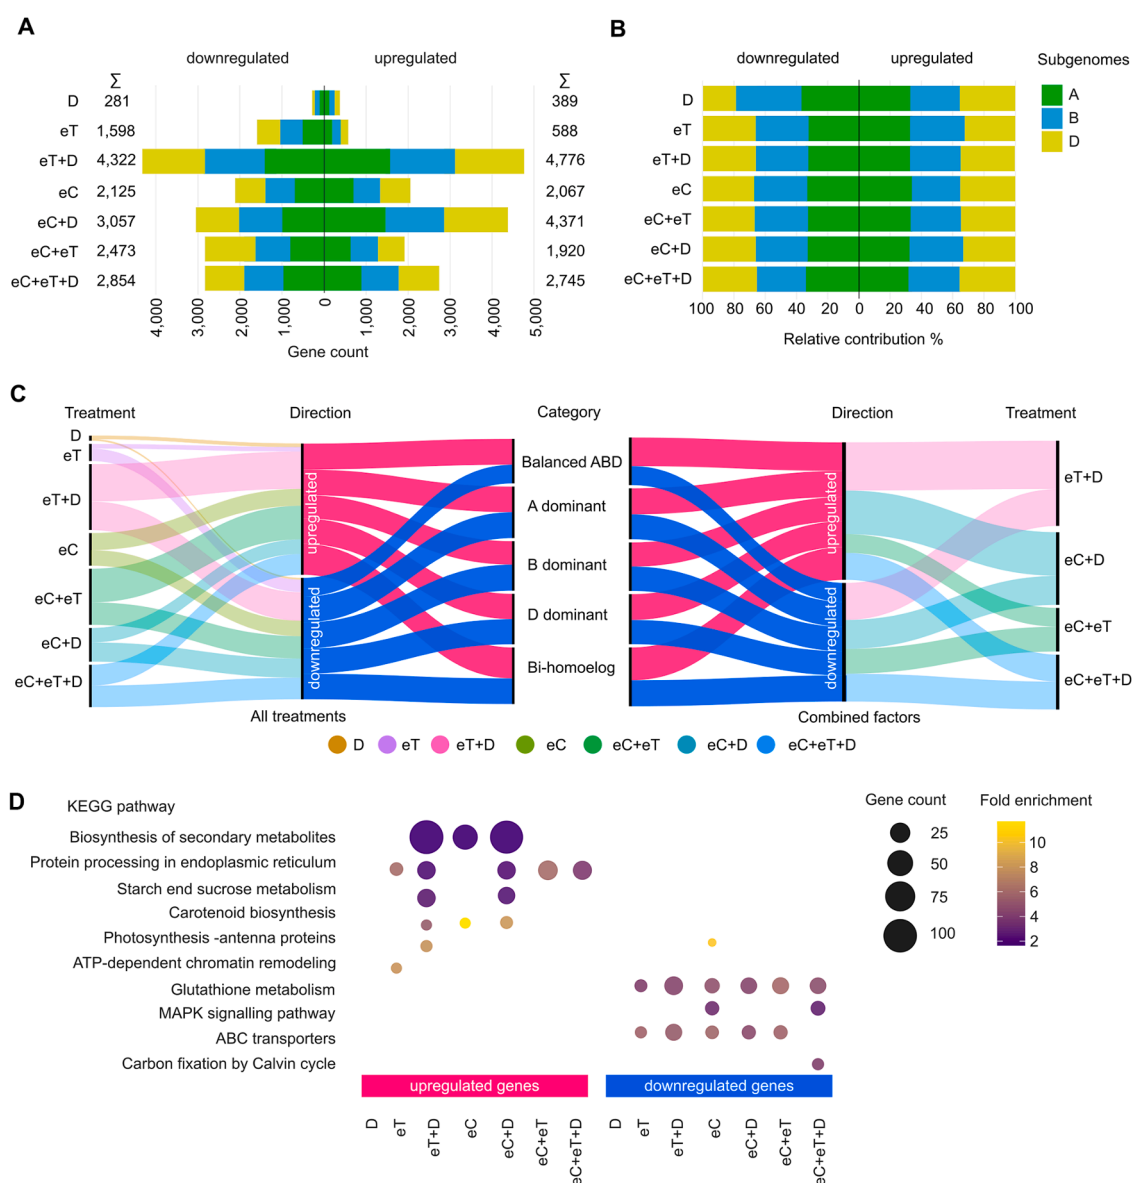 A
downregulated upregulated
Σ Σ
D 281 389
eT 1,598 588
eT+D 4,322 4,776
eC 2,125 2,067
eC+D 3,057 4,371
eC+eT 2,473 1,920
eC+eT+D 2,854 2,745
4,000 3,000 2,000 1,000 0 1,000 2,000 3,000 4,000 5,000
Gene count
B
downregulated upregulated
Subgenomes
A
B
D
D
eT
eT+D
eC
eC+eT
eC+D
eC+eT+D
100 80 60 40 20 0 20 40 60 80 100
Relative contribution %
C
Treatment Direction Category Direction Treatment
D
eT
eT+D
eC
eC+eT
eC+D
eC+eT+D
upregulated
downregulated
Balanced ABD
A dominant
B dominant
D dominant
Bi-homoelog
upregulated
downregulated
eT+D
eC+D
eC+eT
eC+eT+D
All treatments Combined factors
D eT eT+D eC eC+eT eC+D eC+eT+D
D
KEGG pathway
Biosynthesis of secondary metabolites
Protein processing in endoplasmic reticulum
Starch end sucrose metabolism
Carotenoid biosynthesis
Photosynthesis -antenna proteins
ATP-dependent chromatin remodeling
Glutathione metabolism
MAPK signalling pathway
ABC transporters
Carbon fixation by Calvin cycle
upregulated genes downregulated genes
D eT eT+D eC eC+D eC+eT eC+eT+D D eT eT+D eC eC+D eC+eT eC+eT+D
Gene count
25
50
75
100
Fold enrichment
10
8
6
4
2